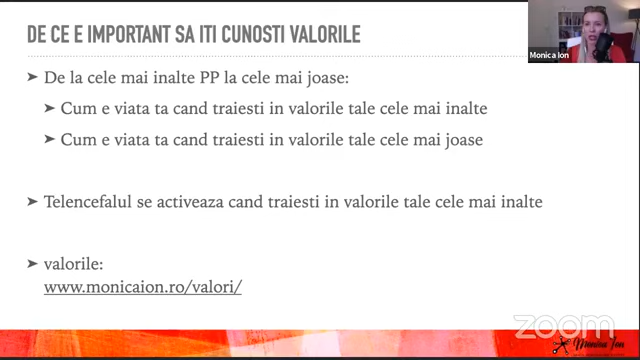 DE CE E IMPORTANT SA ITI CUNOSTI VALORILE
Monica Ion
➤ De la cele mai inalte PP la cele mai joase:
➤ Cum e viata ta cand traiesti in valorile tale cele mai inalte
➤ Cum e viata ta cand traiesti in valorile tale cele mai joase
➤ Telencefalul se activeaza cand traiesti in valorile tale cele mai inalte
➤ valorile:
www.monicaion.ro/valori/
zoom
Monica Ion